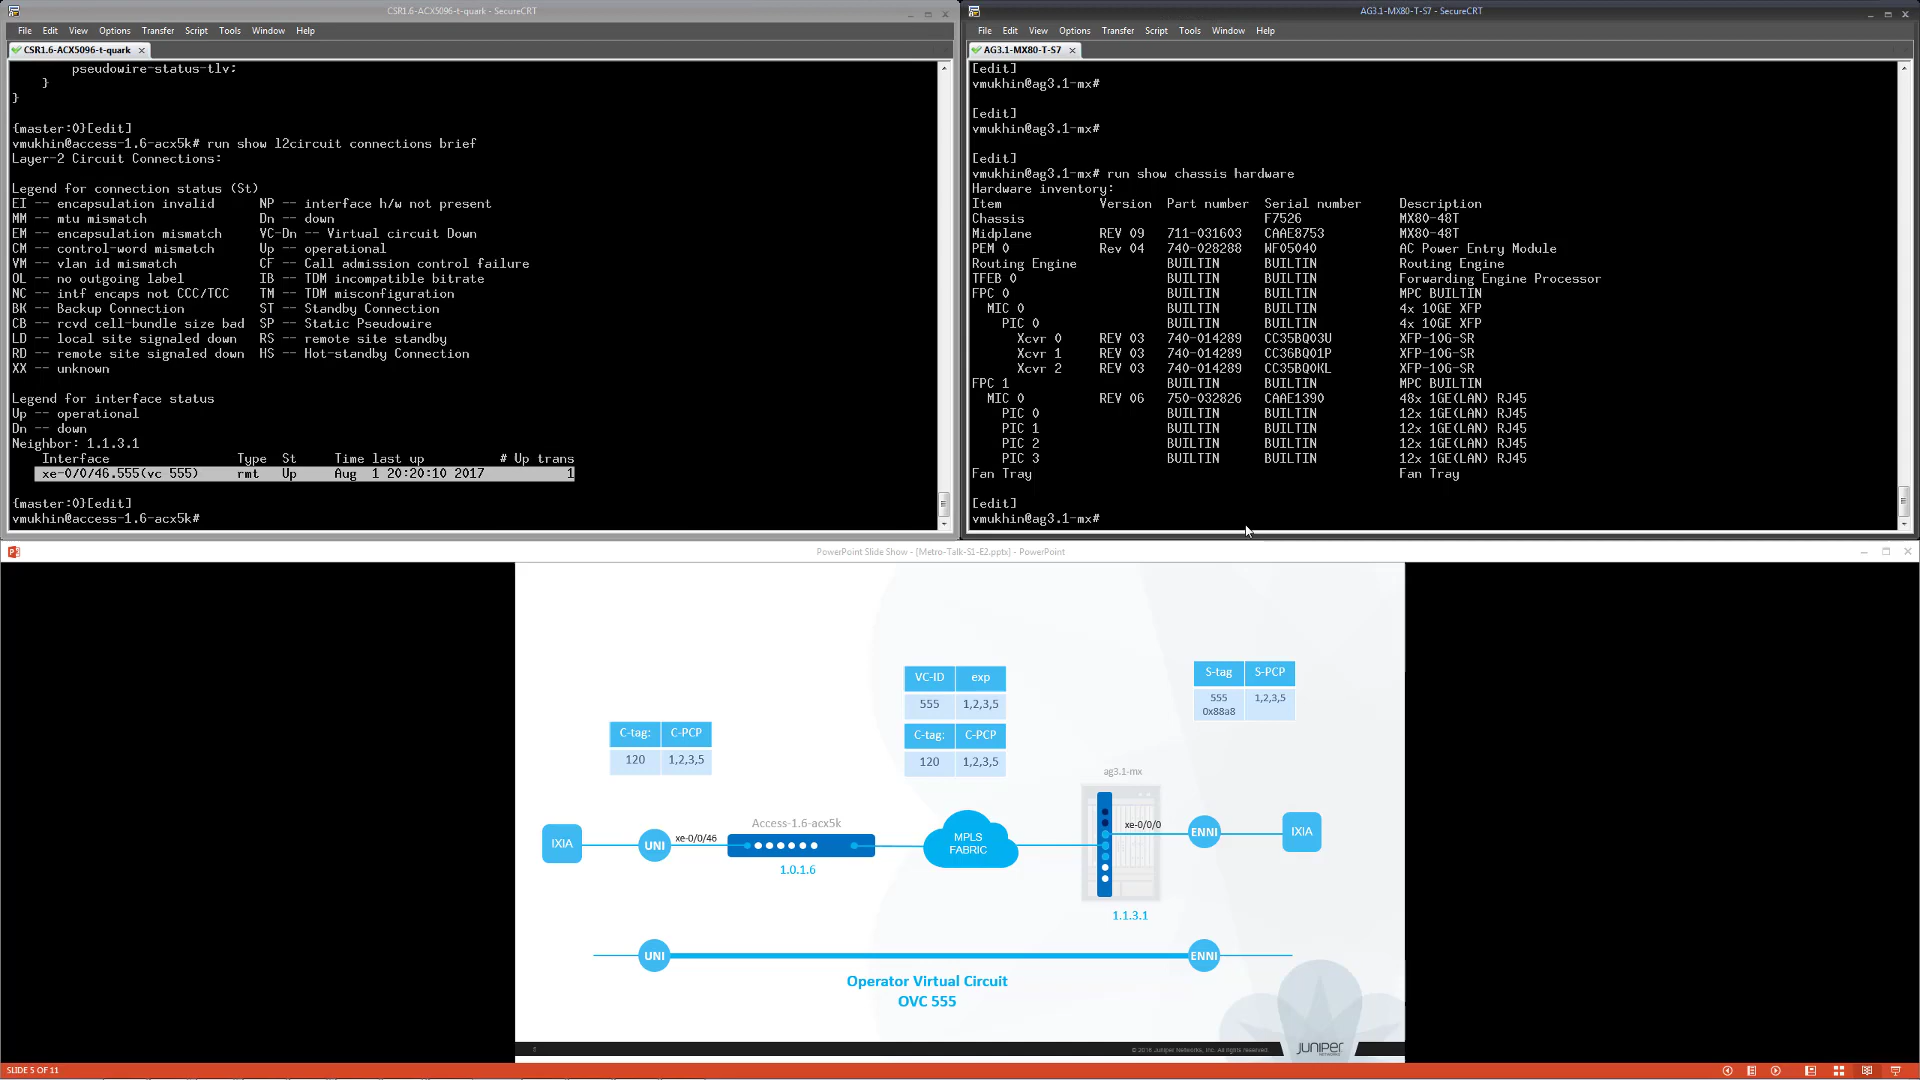 CSR1.6-ACX5096-t-quark - SecureCRT
File Edit View Options Transfer Script Tools Window Help
CSR1.6-ACX5096-t-quark
pseudowire-status-tlv;
}
}
{master:0}[edit]
vmukhin@access-1.6-acx5k# run show l2circuit connections brief
Layer-2 Circuit Connections:
Legend for connection status (St)
EI -- encapsulation invalid NP -- interface h/w not present
MM -- mtu mismatch Dn -- down
EM -- encapsulation mismatch VC-Dn -- Virtual circuit Down
CM -- control-word mismatch Up -- operational
VM -- vlan id mismatch CF -- Call admission control failure
OL -- no outgoing label IB -- TDM incompatible bitrate
NC -- intf encaps not CCC/TCC TM -- TDM misconfiguration
BK -- Backup Connection ST -- Standby Connection
CB -- rcvd cell-bundle size bad SP -- Static Pseudowire
LD -- local site signaled down RS -- remote site standby
RD -- remote site signaled down HS -- Hot-standby Connection
XX -- unknown
Legend for interface status
Up -- operational
Dn -- down
Neighbor: 1.1.3.1
Interface Type St Time last up # Up trans
xe-0/0/46.555(vc 555) rmt Up Aug 1 20:20:10 2017 1
{master:0}[edit]
vmukhin@access-1.6-acx5k#
AG3.1-MX80-T-S7 - SecureCRT
File Edit View Options Transfer Script Tools Window Help
AG3.1-MX80-T-S7
[edit]
vmukhin@ag3.1-mx#
[edit]
vmukhin@ag3.1-mx#
[edit]
vmukhin@ag3.1-mx# run show chassis hardware
Hardware inventory:
Item Version Part number Serial number Description
Chassis F7526 MX80-48T
Midplane REV 09 711-031603 CAAE8753 MX80-48T
PEM 0 Rev 04 740-028288 WF05040 AC Power Entry Module
Routing Engine BUILTIN BUILTIN Routing Engine
TFEB 0 BUILTIN BUILTIN Forwarding Engine Processor
FPC 0 BUILTIN BUILTIN MPC BUILTIN
MIC 0 BUILTIN BUILTIN 4x 10GE XFP
PIC 0 BUILTIN BUILTIN 4x 10GE XFP
Xcvr 0 REV 03 740-014289 CC35BQ03U XFP-10G-SR
Xcvr 1 REV 03 740-014289 CC36BQ01P XFP-10G-SR
Xcvr 2 REV 03 740-014289 CC35BQ0KL XFP-10G-SR
FPC 1 BUILTIN BUILTIN MPC BUILTIN
MIC 0 REV 06 750-032826 CAAE1390 48x 1GE(LAN) RJ45
PIC 0 BUILTIN BUILTIN 12x 1GE(LAN) RJ45
PIC 1 BUILTIN BUILTIN 12x 1GE(LAN) RJ45
PIC 2 BUILTIN BUILTIN 12x 1GE(LAN) RJ45
PIC 3 BUILTIN BUILTIN 12x 1GE(LAN) RJ45
Fan Tray Fan Tray
[edit]
vmukhin@ag3.1-mx#
PowerPoint Slide Show - [Metro-Talk-S1-E2.pptx] - PowerPoint
S-tag S-PCP
555 1,2,3,5
0x88a8
VC-ID exp
555 1,2,3,5
C-tag: C-PCP
120 1,2,3,5
C-tag: C-PCP
120 1,2,3,5
ag3.1-mx
Access-1.6-acx5k
IXIA
UNI
xe-0/0/46
MPLS
FABRIC
xe-0/0/0
ENNI
IXIA
1.0.1.6
1.1.3.1
UNI
ENNI
Operator Virtual Circuit
OVC 555
© 2016 Juniper Networks, Inc. All rights reserved.
JUNIPER
NETWORKS
SLIDE 5 OF 11